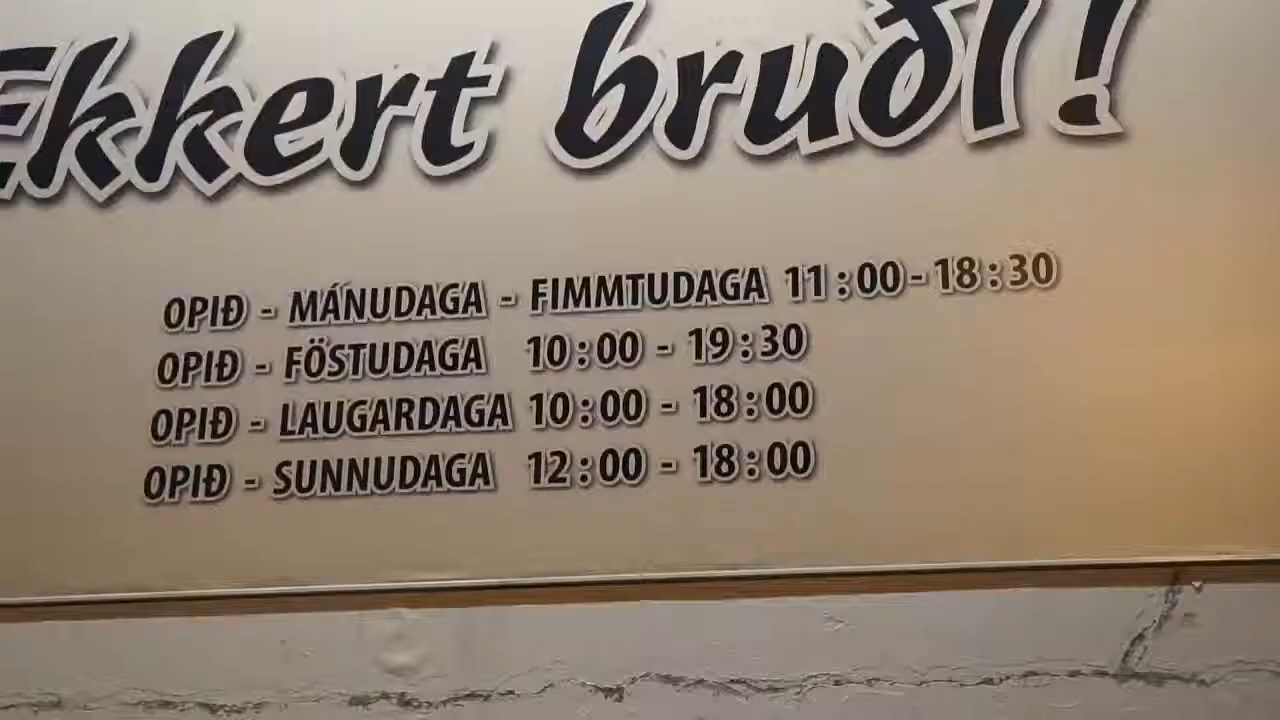 Ekkert bruðl!
OPIÐ - MÁNUDAGA - FIMMTUDAGA 11:00-18:30
OPIÐ - FÖSTUDAGA 10:00 - 19:30
OPIÐ - LAUGARDAGA 10:00 - 18:00
OPIÐ - SUNNUDAGA 12:00 - 18:00